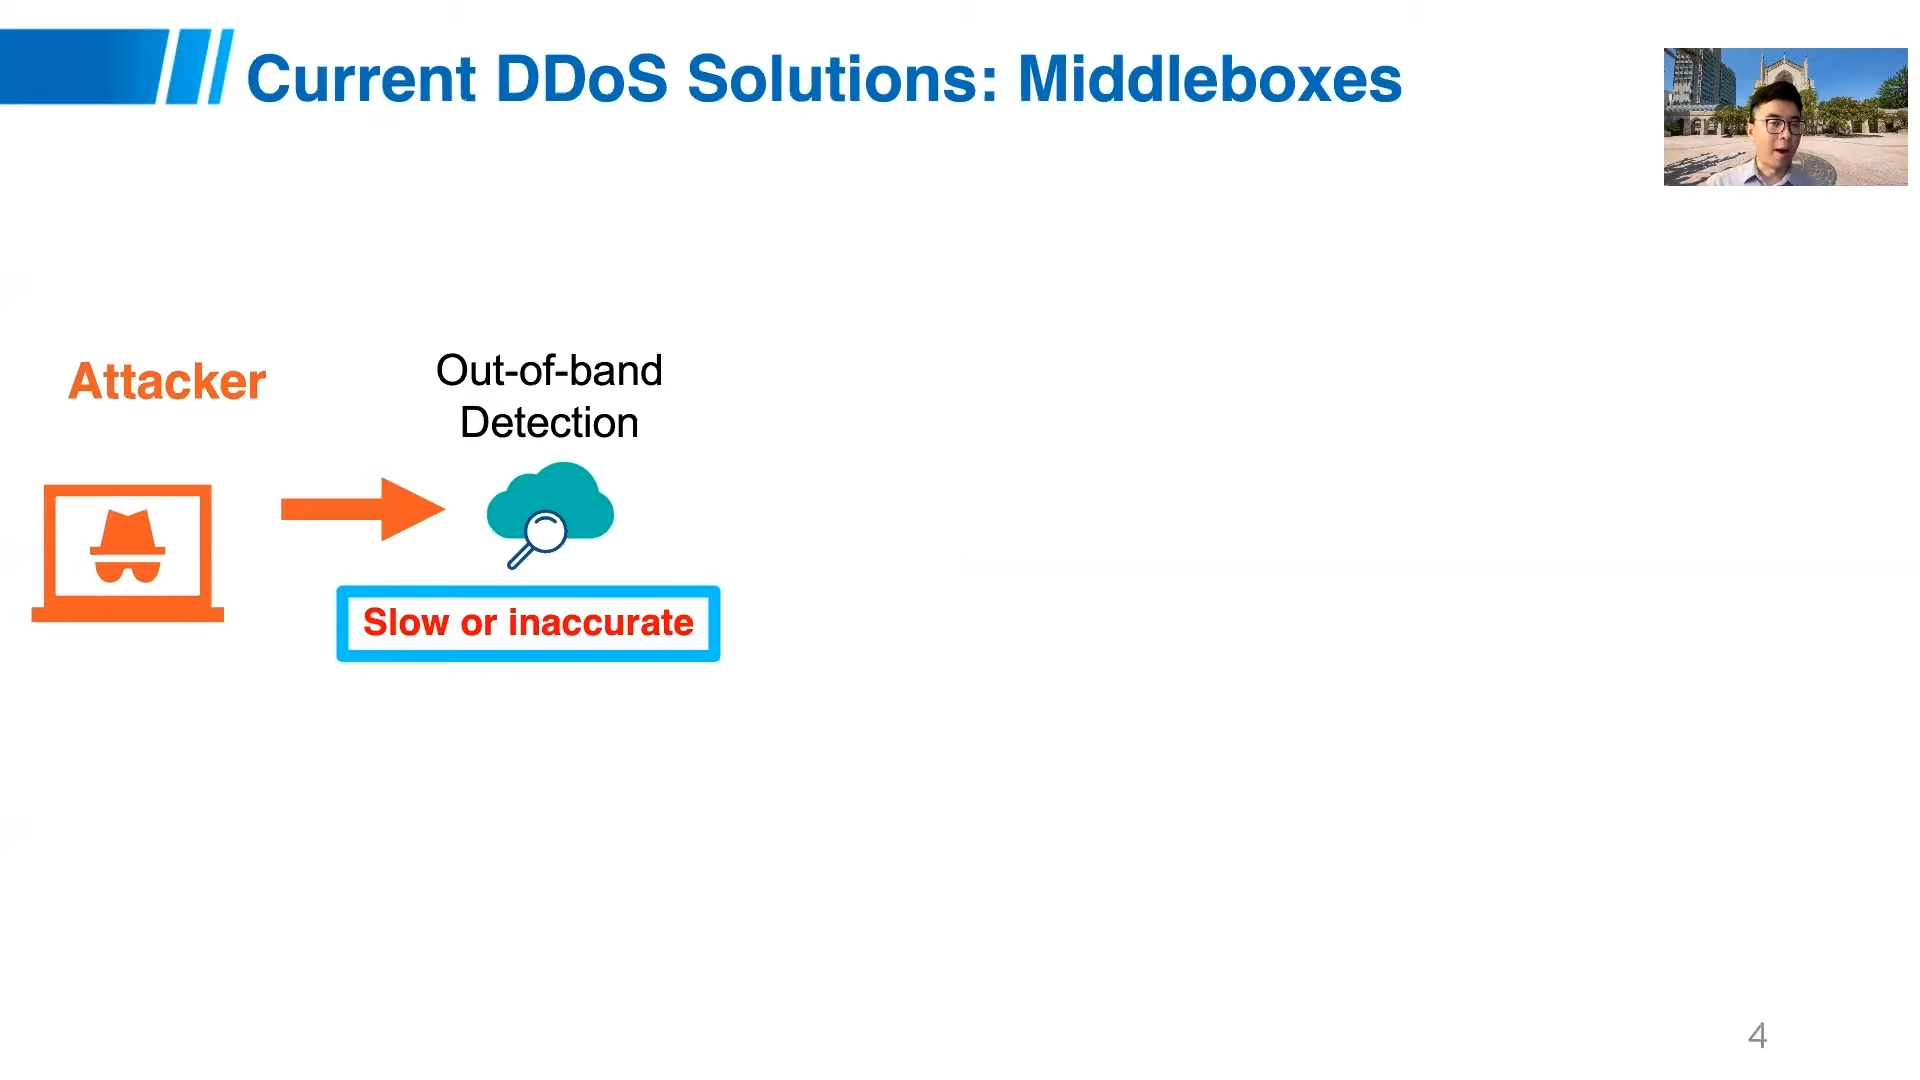 Current DDoS Solutions: Middleboxes
Attacker
Out-of-band
Detection
Slow or inaccurate
4